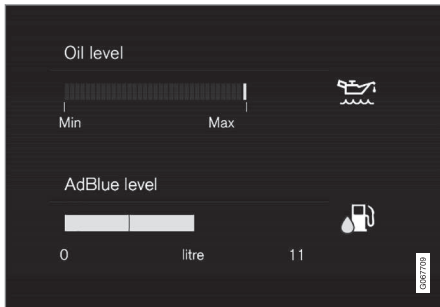 Oil level
Min Max
AdBlue level
0 litre 11
G067709